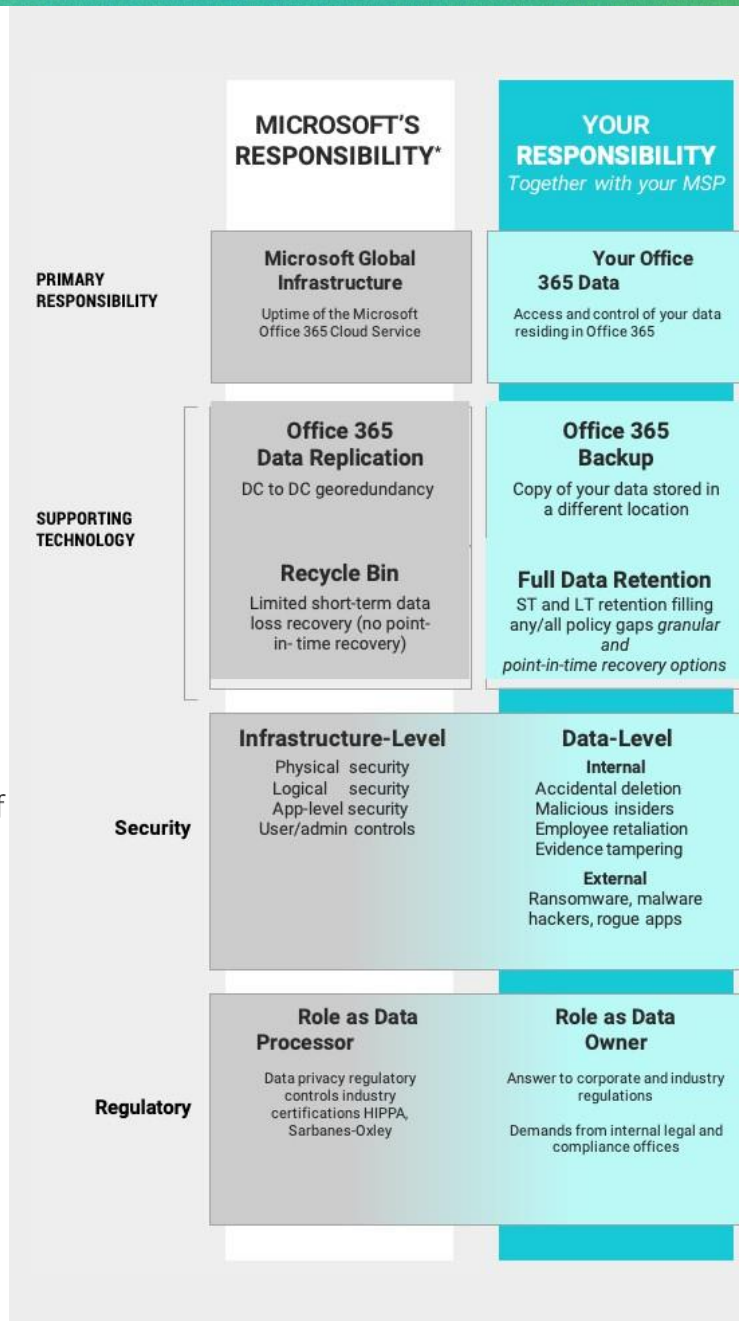 MICROSOFT'S
RESPONSIBILITY*
YOUR
RESPONSIBILITY
Together with your MSP
PRIMARY
RESPONSIBILITY
Microsoft Global
Infrastructure
Uptime of the Microsoft
Office 365 Cloud Service
Your Office
365 Data
Access and control of your data
residing in Office 365
SUPPORTING
TECHNOLOGY
Office 365
Data Replication
DC to DC georedundancy
Recycle Bin
Limited short-term data
loss recovery (no point-
in- time recovery)
Office 365
Backup
Copy of your data stored in
a different location
Full Data Retention
ST and LT retention filling
any/all policy gaps granular
and
point-in-time recovery options
f
Security
Infrastructure-Level
Physical security
Logical security
App-level security
User/admin controls
Data-Level
Internal
Accidental deletion
Malicious insiders
Employee retaliation
Evidence tampering
External
Ransomware, malware
hackers, rogue apps
Regulatory
Role as Data
Processor
Data privacy regulatory
controls industry
certifications HIPPA,
Sarbanes-Oxley
Role as Data
Owner
Answer to corporate and industry
regulations
Demands from internal legal and
compliance offices